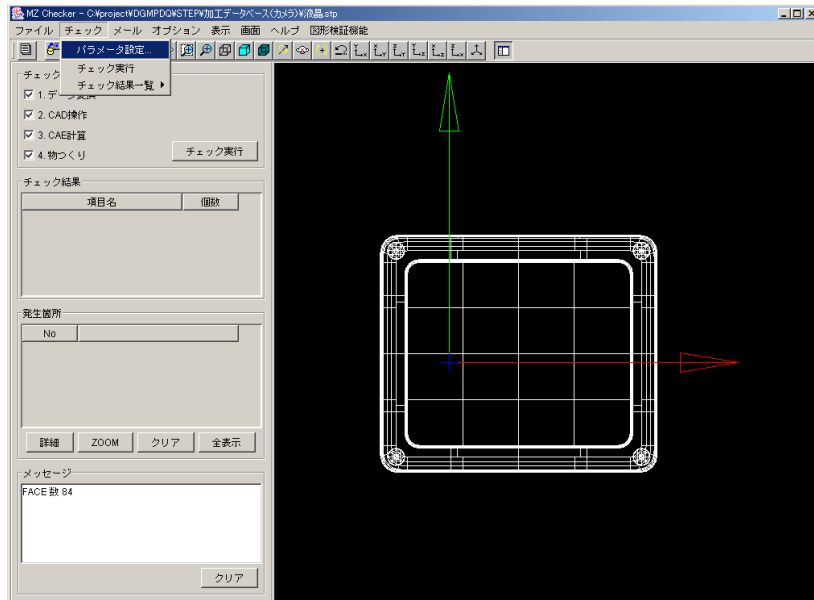 MZ Checker - C:¥project¥DGMPDQ¥STEP¥加工データベース(カメラ)¥液晶.stp
ファイル チェック メール オプション 表示 画面 ヘルプ 図形検証機能
パラメータ設定...
チェック実行
チェック結果一覧
チェック
1. データ変換
2. CAD操作
3. CAE計算
4. 物つくり
チェック実行
チェック結果
項目名 個数
発生箇所
No
詳細 ZOOM クリア 全表示
メッセージ
FACE 数 84
クリア